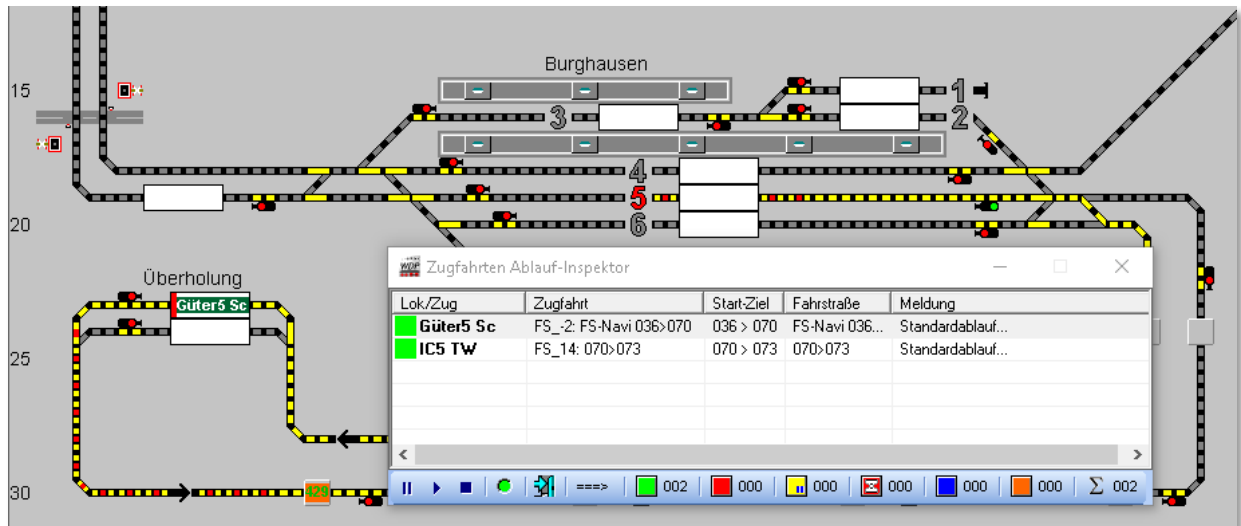 15
Burghausen
1
3
2
4
5
20
6
Überholung
Güter5 Sc
WDP Zugfahrten Ablauf-Inspektor
Lok/Zug Zugfahrt Start-Ziel Fahrstraße Meldung
Güter5 Sc FS_-2: FS-Navi 036>070 036 > 070 FS-Navi 036... Standardablauf...
IC5 TW FS_14: 070>073 070 > 073 070>073 Standardablauf...
25
30
429
===> 002 000 000 000 000 000 Σ 002